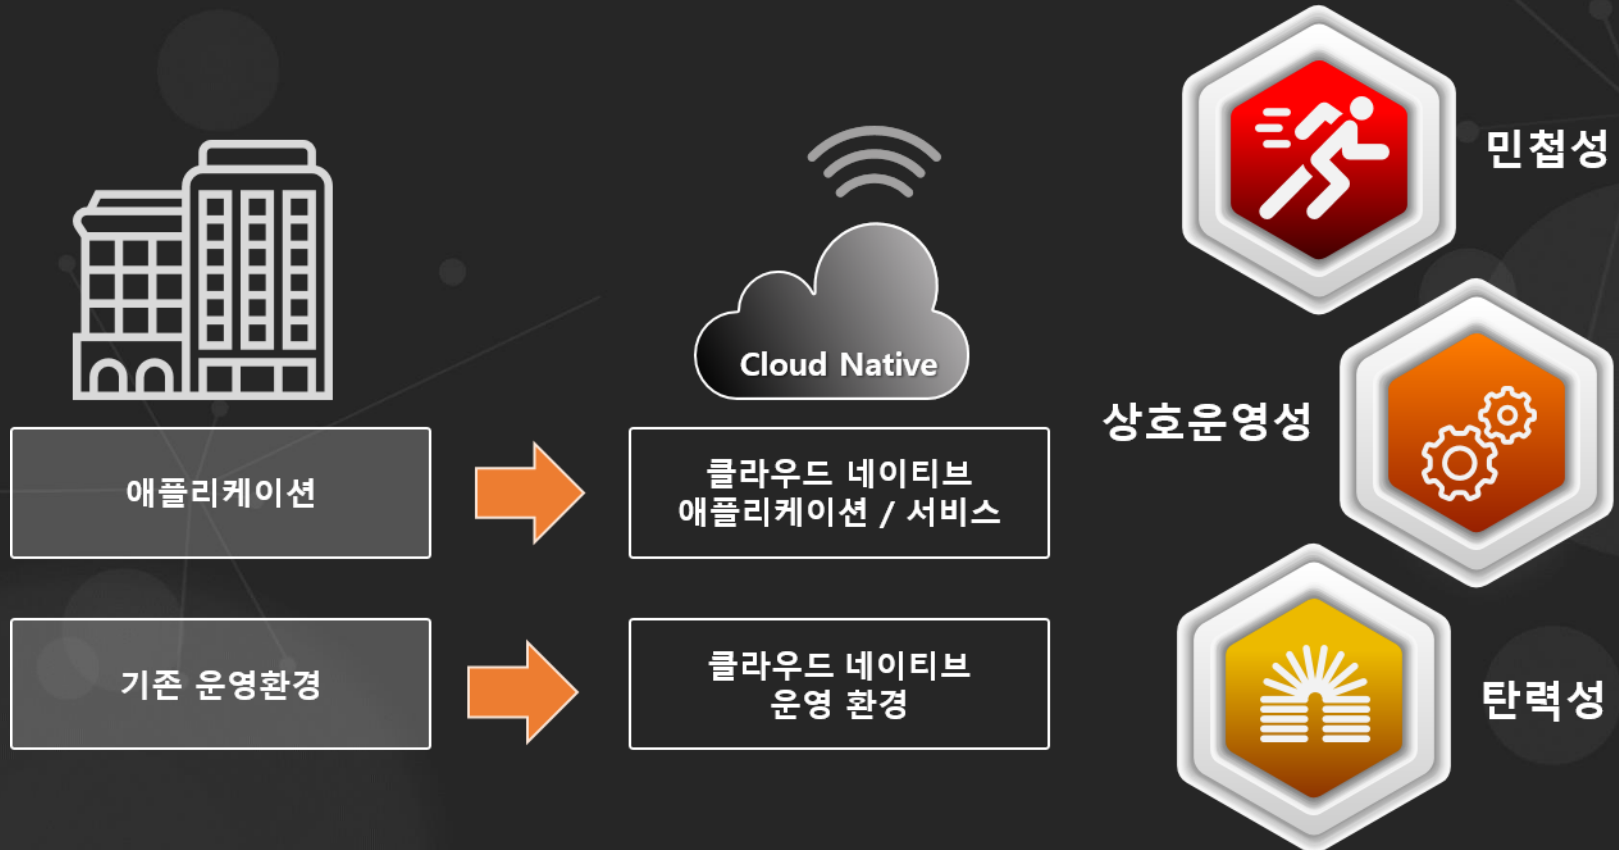 Cloud Native
애플리케이션
클라우드 네이티브
애플리케이션 / 서비스
기존 운영환경
클라우드 네이티브
운영 환경
민첩성
상호운영성
탄력성